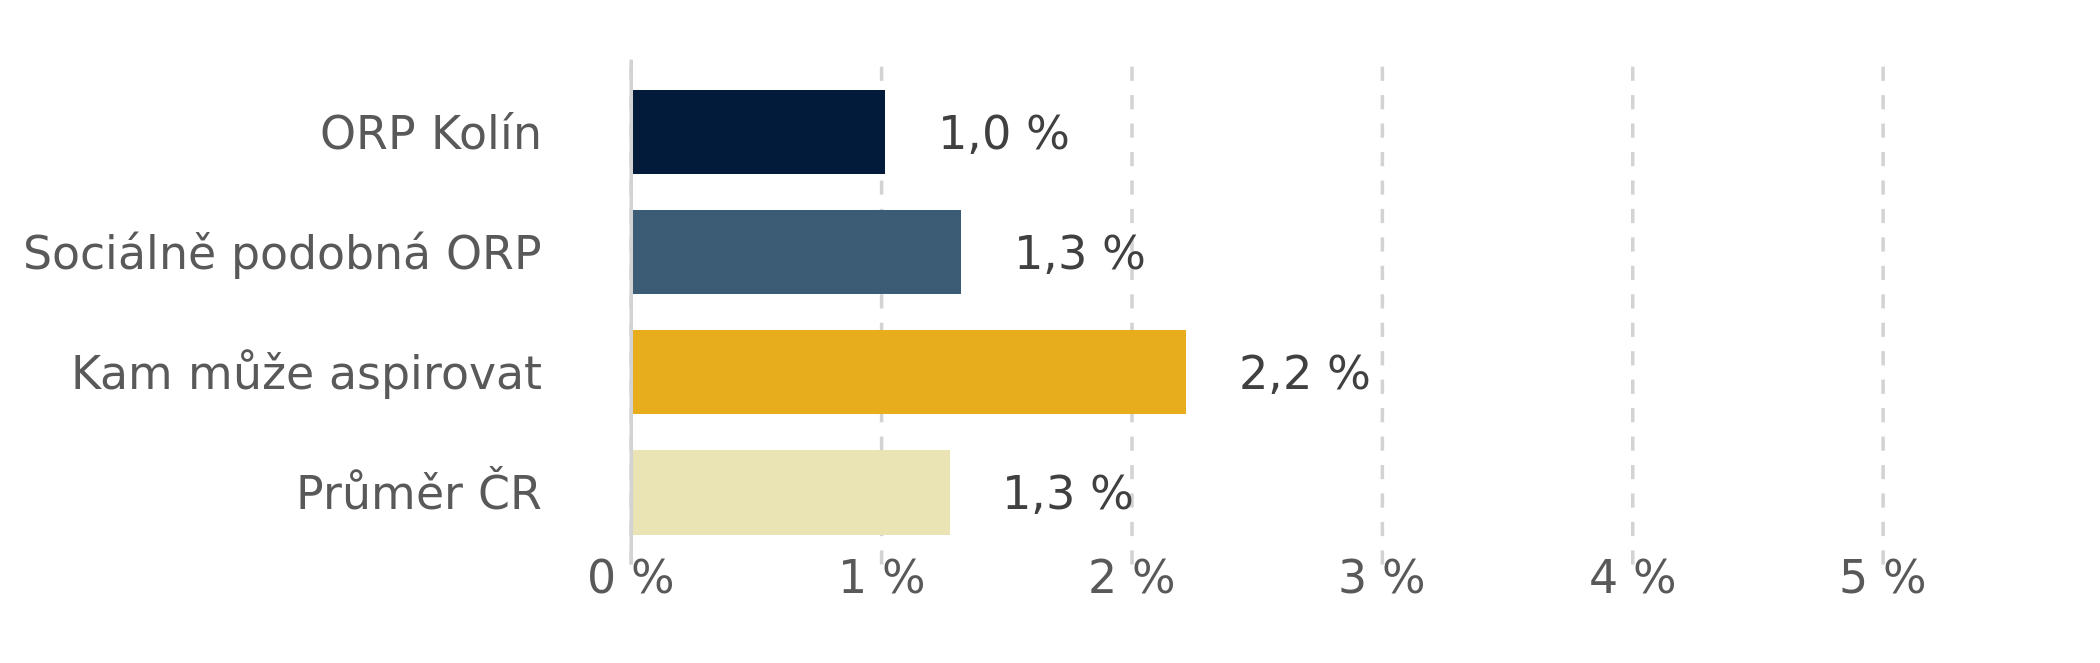 ORP Kolín 1,0 %
Sociálně podobná ORP 1,3 %
Kam může aspirovat 2,2 %
Průměr ČR 1,3 %
0 % 1 % 2 % 3 % 4 % 5 %